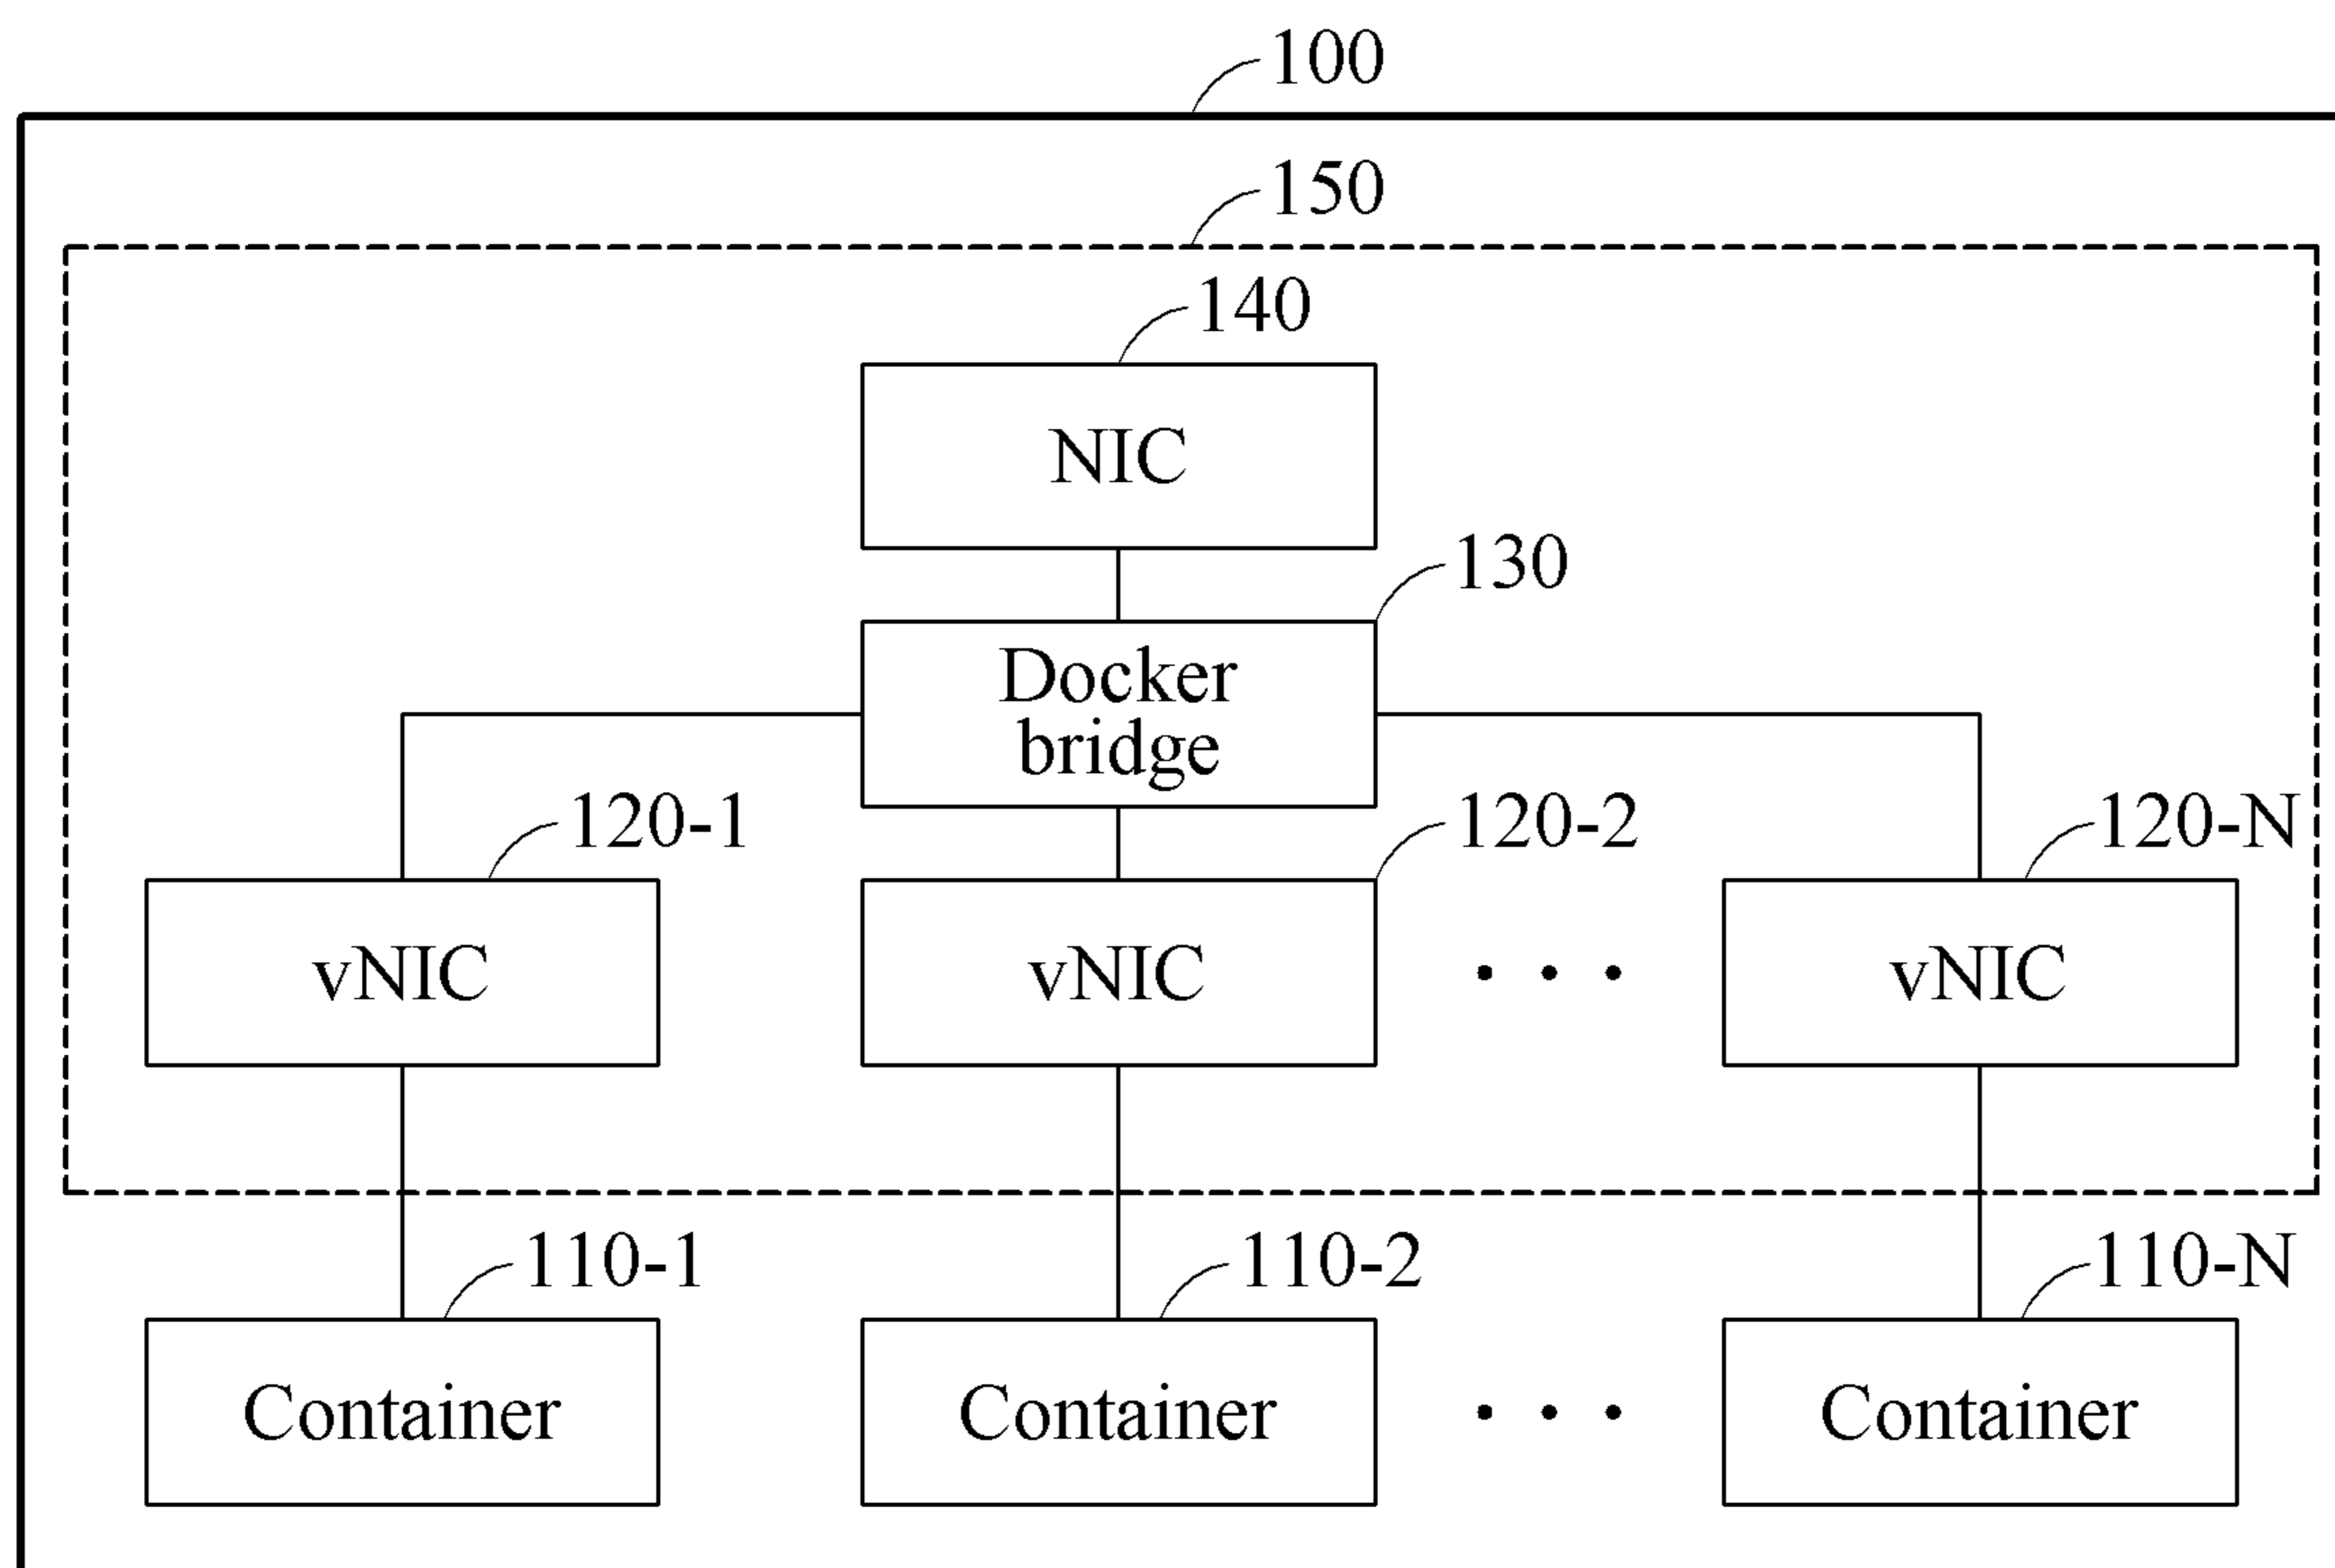 100
150
140
NIC
130
Docker
bridge
120-1
120-2
120-N
vNIC
vNIC
vNIC
110-1
110-2
110-N
Container
Container
Container